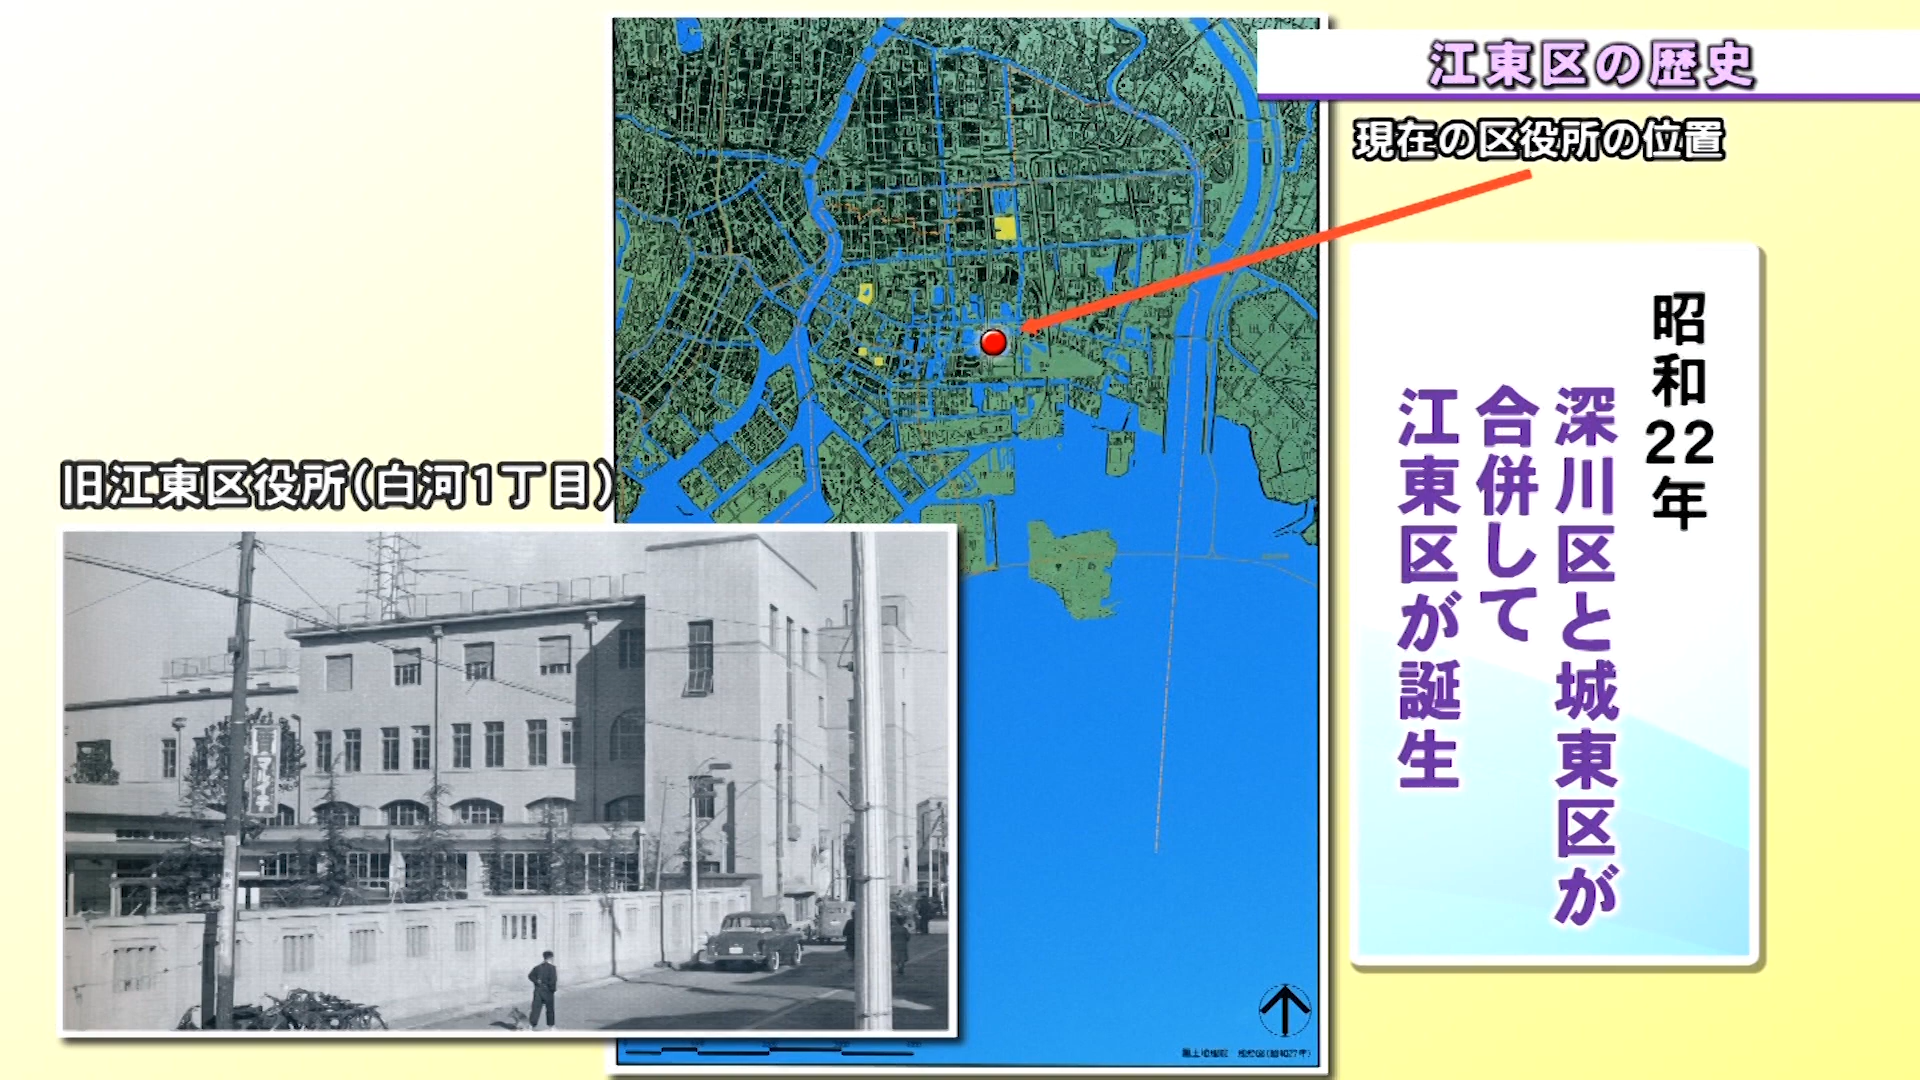 江東区の歴史
現在の区役所の位置
昭和22年
深川区と城東区が
合併して
江東区が誕生
旧江東区役所(白河1丁目)